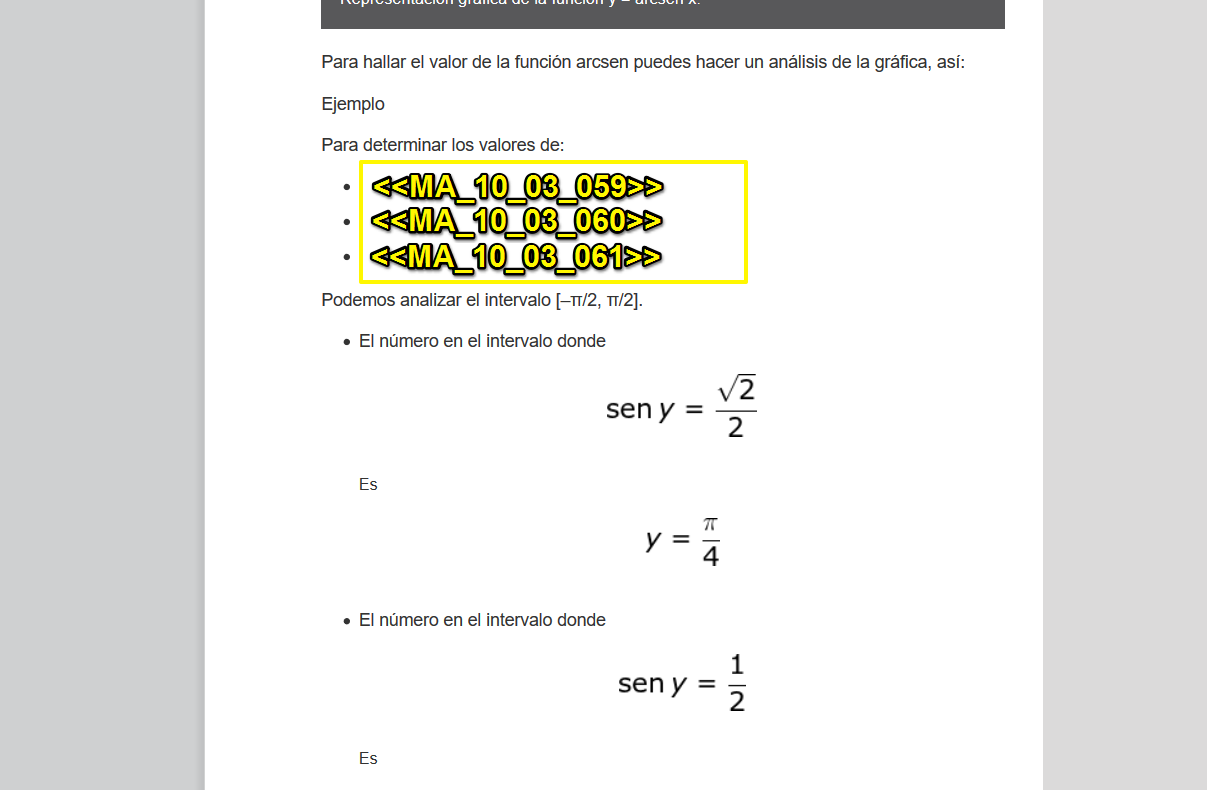 Representación gráfica de la función y = arcsen x.
Para hallar el valor de la función arcsen puedes hacer un análisis de la gráfica, así:
Ejemplo
Para determinar los valores de:
• <<MA_10_03_059>>
• <<MA_10_03_060>>
• <<MA_10_03_061>>
Podemos analizar el intervalo [–π/2, π/2].
• El número en el intervalo donde
sen y = √2/2
Es
y = π/4
• El número en el intervalo donde
sen y = 1/2
Es